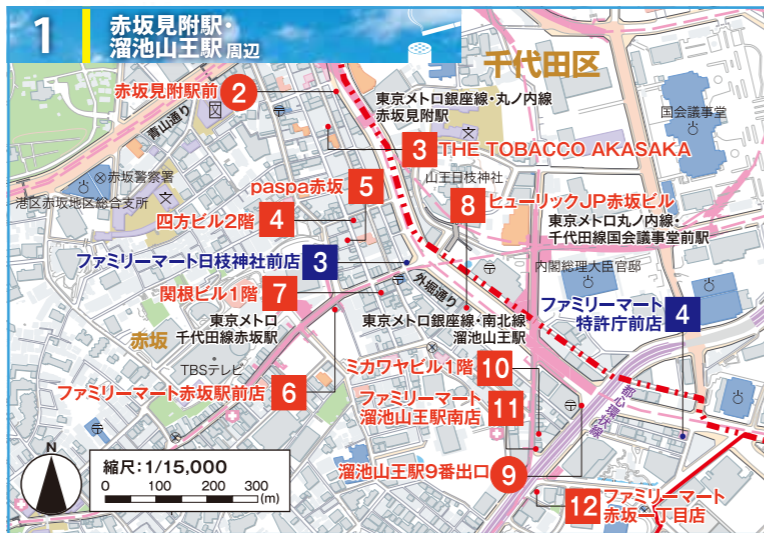 1
赤坂見附駅・
溜池山王駅 周辺
千代田区
赤坂見附駅前 2
東京メトロ銀座線・丸ノ内線
赤坂見附駅
青山通り
国会議事堂
3 THE TOBACCO AKASAKA
赤坂警察署
港区赤坂地区総合支所
paspa赤坂 5
山王日枝神社
8 ヒューリックJP赤坂ビル
四方ビル2階 4
東京メトロ丸ノ内線・
千代田線国会議事堂前駅
ファミリーマート日枝神社前店 3
内閣総理大臣官邸
関根ビル1階 7
外堀通り
ファミリーマート
特許庁前店 4
東京メトロ
千代田線赤坂駅
東京メトロ銀座線・南北線
溜池山王駅
赤坂
TBSテレビ
ミカワヤビル1階 10
ファミリーマート赤坂駅前店 6
ファミリーマート
溜池山王駅南店 11
都心環状線
溜池山王駅9番出口 9
N
縮尺:1/15,000
0 100 200 300
(m)
12 ファミリーマート
赤坂一丁目店